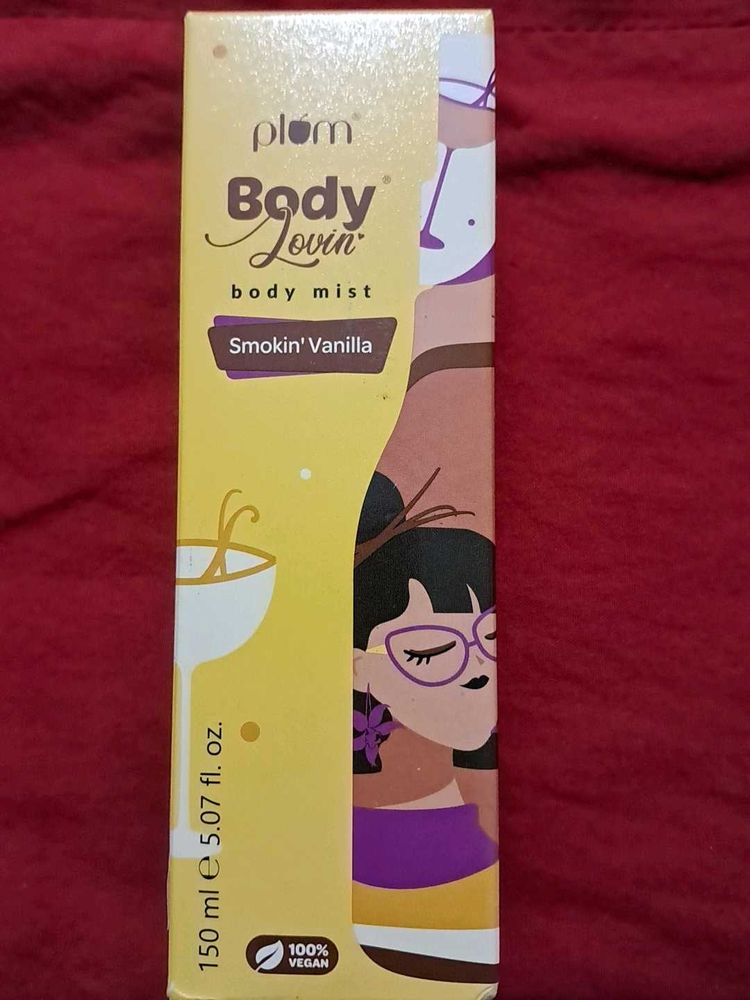 plum®
Body®
Lovin'
body mist
Smokin' Vanilla
150 ml ℮ 5.07 fl. oz.
100%
VEGAN